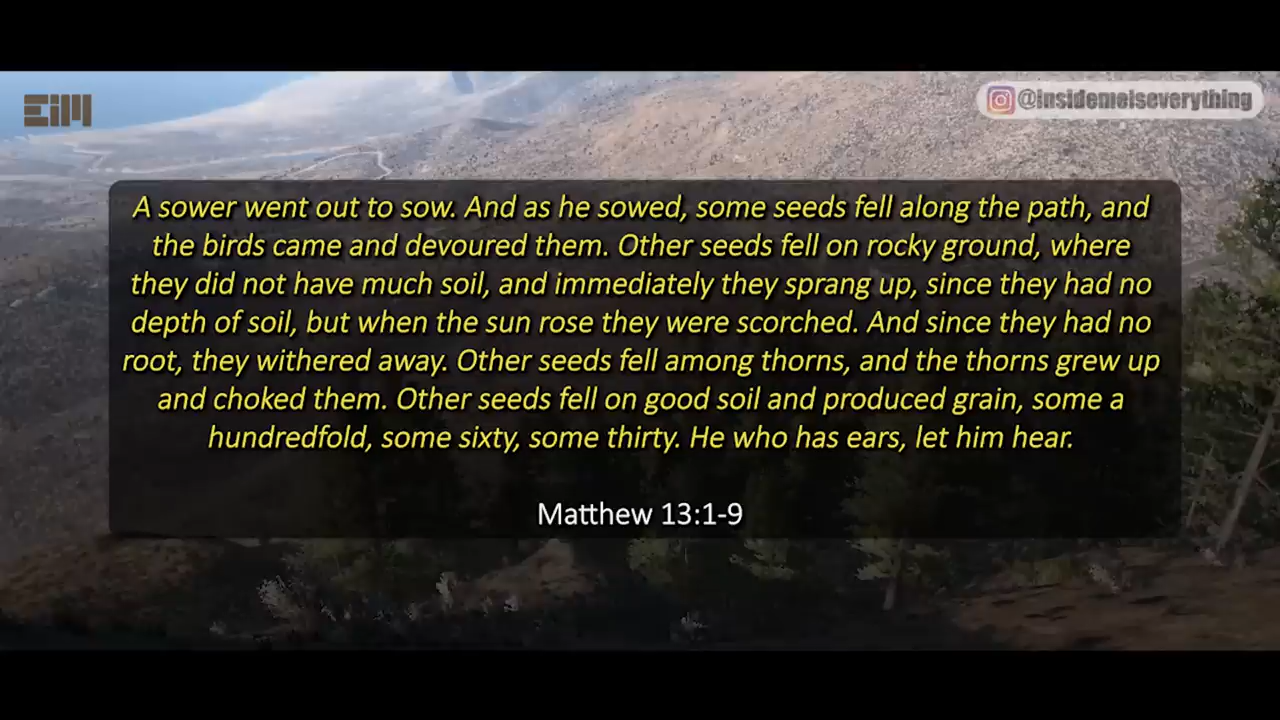 EiM
@insidemeiseverything
A sower went out to sow. And as he sowed, some seeds fell along the path, and
the birds came and devoured them. Other seeds fell on rocky ground, where
they did not have much soil, and immediately they sprang up, since they had no
depth of soil, but when the sun rose they were scorched. And since they had no
root, they withered away. Other seeds fell among thorns, and the thorns grew up
and choked them. Other seeds fell on good soil and produced grain, some a
hundredfold, some sixty, some thirty. He who has ears, let him hear.
Matthew 13:1-9